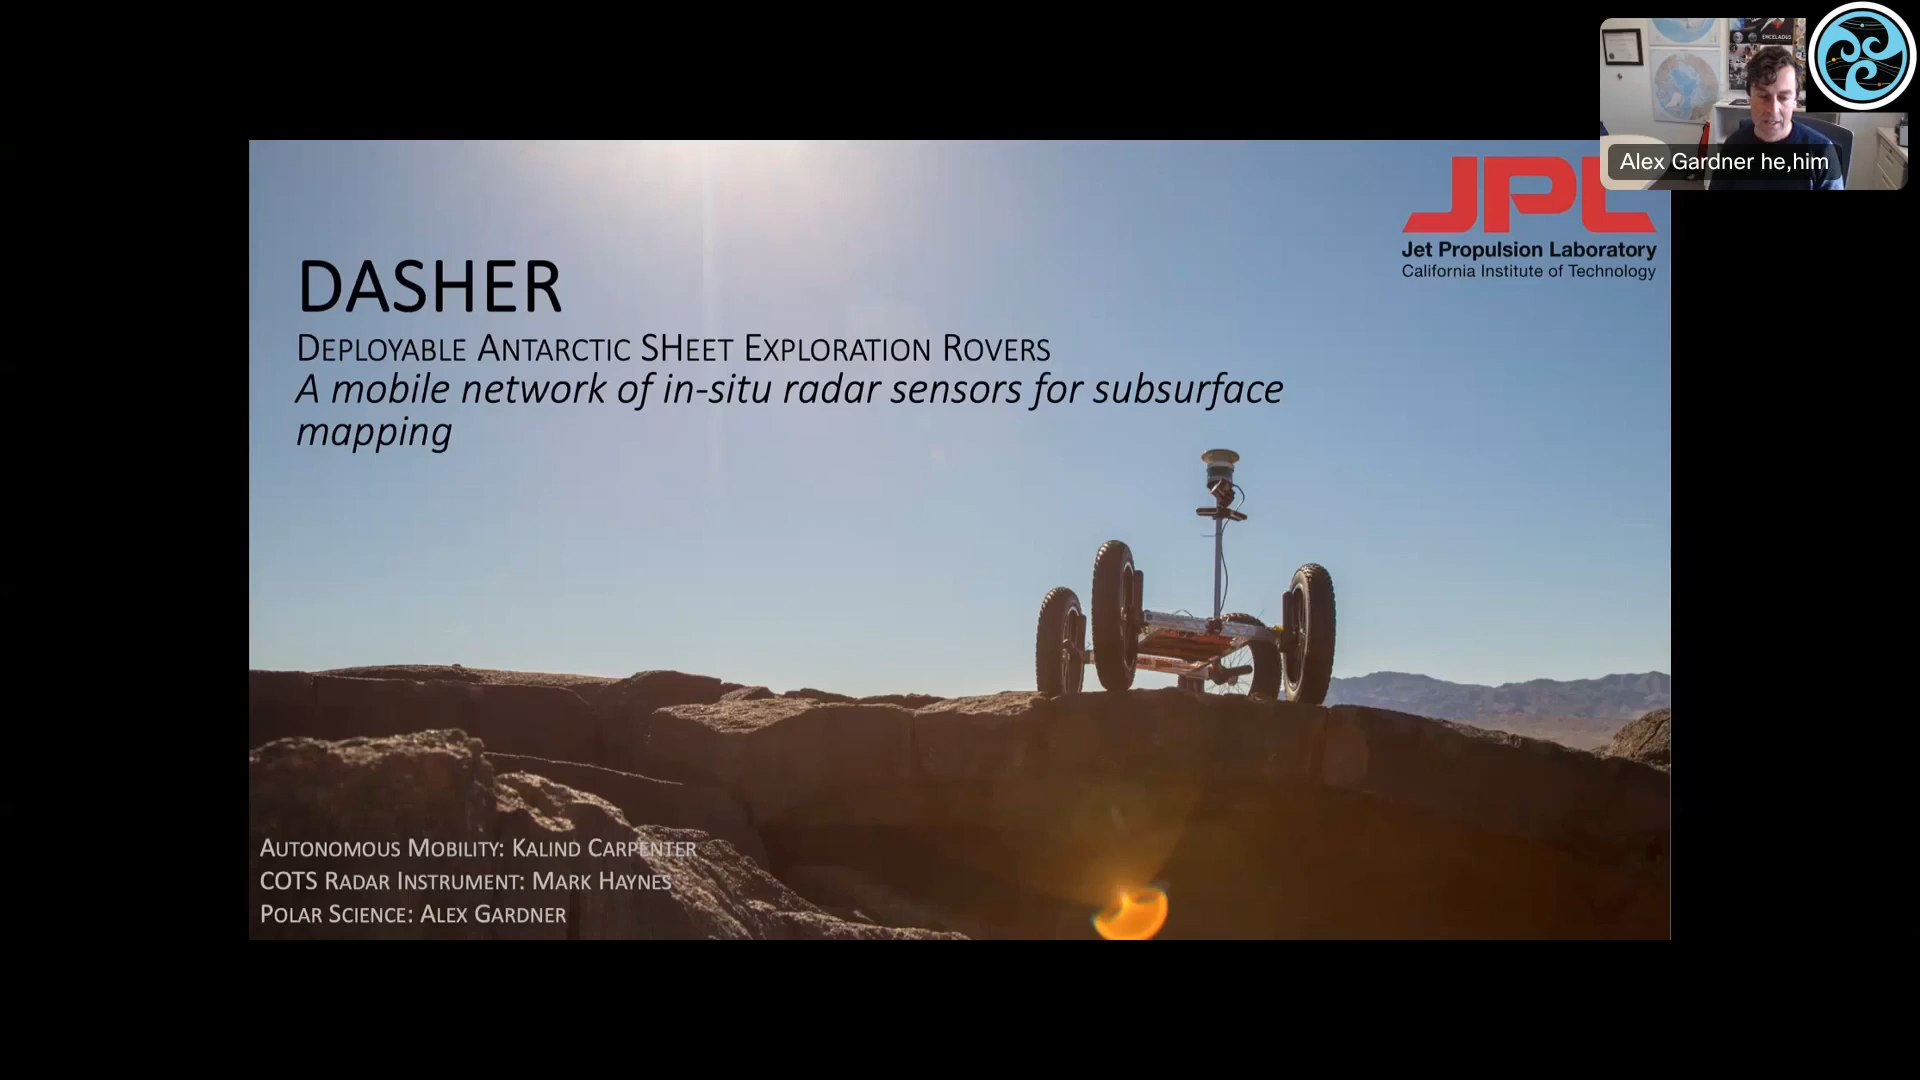 ENCELADUS
Alex Gardner he,him
JPL
Jet Propulsion Laboratory
California Institute of Technology
DASHER
DEPLOYABLE ANTARCTIC SHEET EXPLORATION ROVERS
A mobile network of in-situ radar sensors for subsurface
mapping
AUTONOMOUS MOBILITY: KALIND CARPENTER
COTS RADAR INSTRUMENT: MARK HAYNES
POLAR SCIENCE: ALEX GARDNER